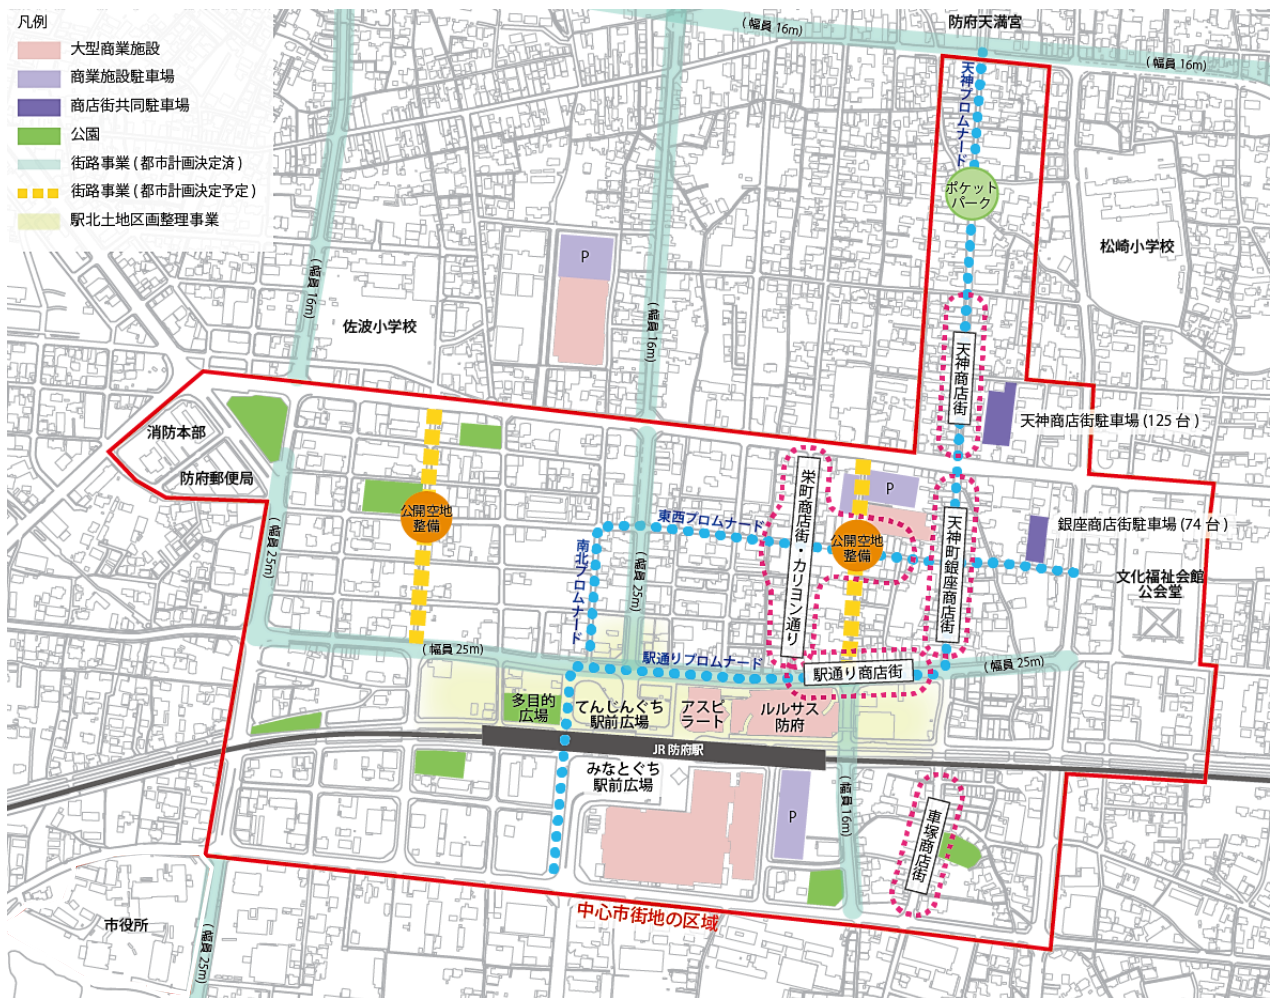 凡例
大型商業施設
商業施設駐車場
商店街共同駐車場
公園
街路事業 ( 都市計画決定済 )
街路事業 ( 都市計画決定予定 )
駅北土地区画整理事業
( 幅員 16m)
防府天満宮
( 幅員 16m)
天神プロムナード
ポケット
パーク
松崎小学校
P
( 幅員 16m)
佐波小学校
( 幅員 16m)
天神商店街
天神商店街駐車場 (125 台 )
消防本部
防府郵便局
公開空地
整備
栄町商店街・カリヨン通り
P
東西プロムナード
公開空地
整備
天神町銀座商店街
銀座商店街駐車場 (74 台 )
文化福祉会館
公会堂
( 幅員 25m)
南北プロムナード
( 幅員 25m)
( 幅員 25m)
駅通りプロムナード
駅通り商店街
( 幅員 25m)
多目的
広場
てんじんぐち
駅前広場
アスピ
ラート
ルルサス
防府
JR 防府駅
みなとぐち
駅前広場
P
( 幅員 16m)
車塚商店街
中心市街地の区域
市役所
( 幅員 25m)